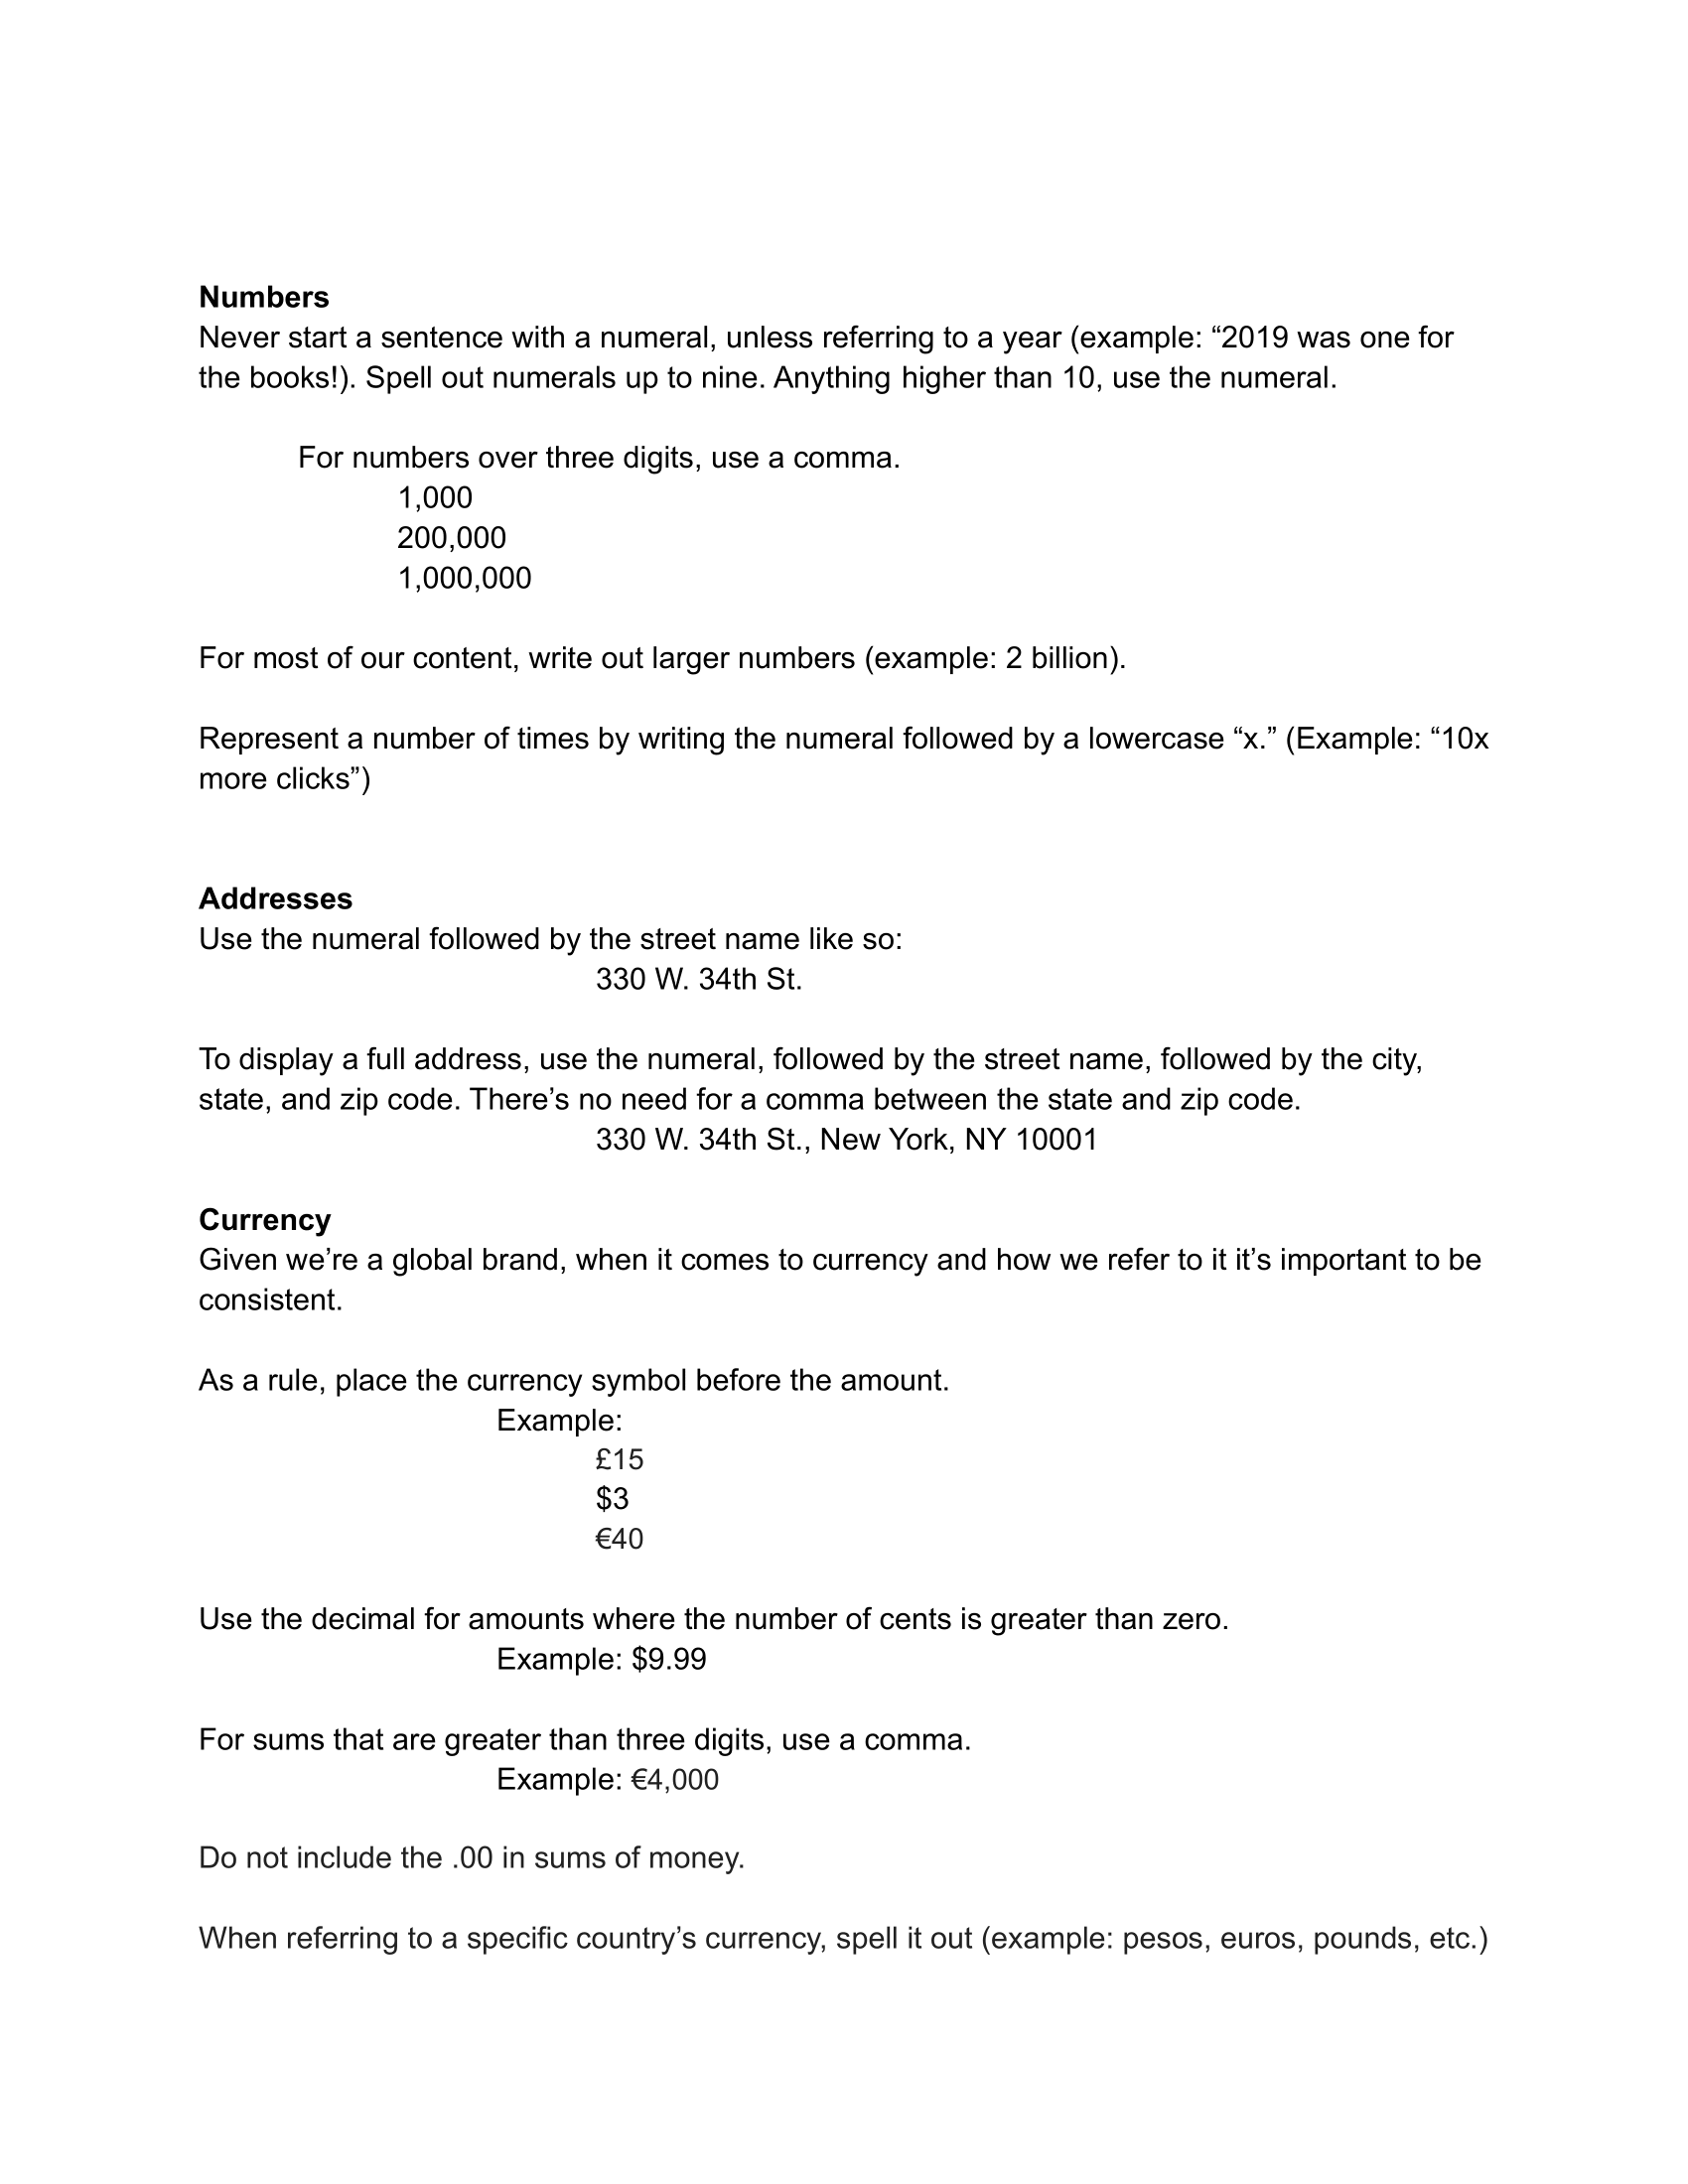 Numbers
Never start a sentence with a numeral, unless referring to a year (example: “2019 was one for
the books!). Spell out numerals up to nine. Anything higher than 10, use the numeral.
For numbers over three digits, use a comma.
1,000
200,000
1,000,000
For most of our content, write out larger numbers (example: 2 billion).
Represent a number of times by writing the numeral followed by a lowercase “x.” (Example: “10x
more clicks”)
Addresses
Use the numeral followed by the street name like so:
330 W. 34th St.
To display a full address, use the numeral, followed by the street name, followed by the city,
state, and zip code. There’s no need for a comma between the state and zip code.
330 W. 34th St., New York, NY 10001
Currency
Given we’re a global brand, when it comes to currency and how we refer to it it’s important to be
consistent.
As a rule, place the currency symbol before the amount.
Example:
£15
$3
€40
Use the decimal for amounts where the number of cents is greater than zero.
Example: $9.99
For sums that are greater than three digits, use a comma.
Example: €4,000
Do not include the .00 in sums of money.
When referring to a specific country’s currency, spell it out (example: pesos, euros, pounds, etc.)